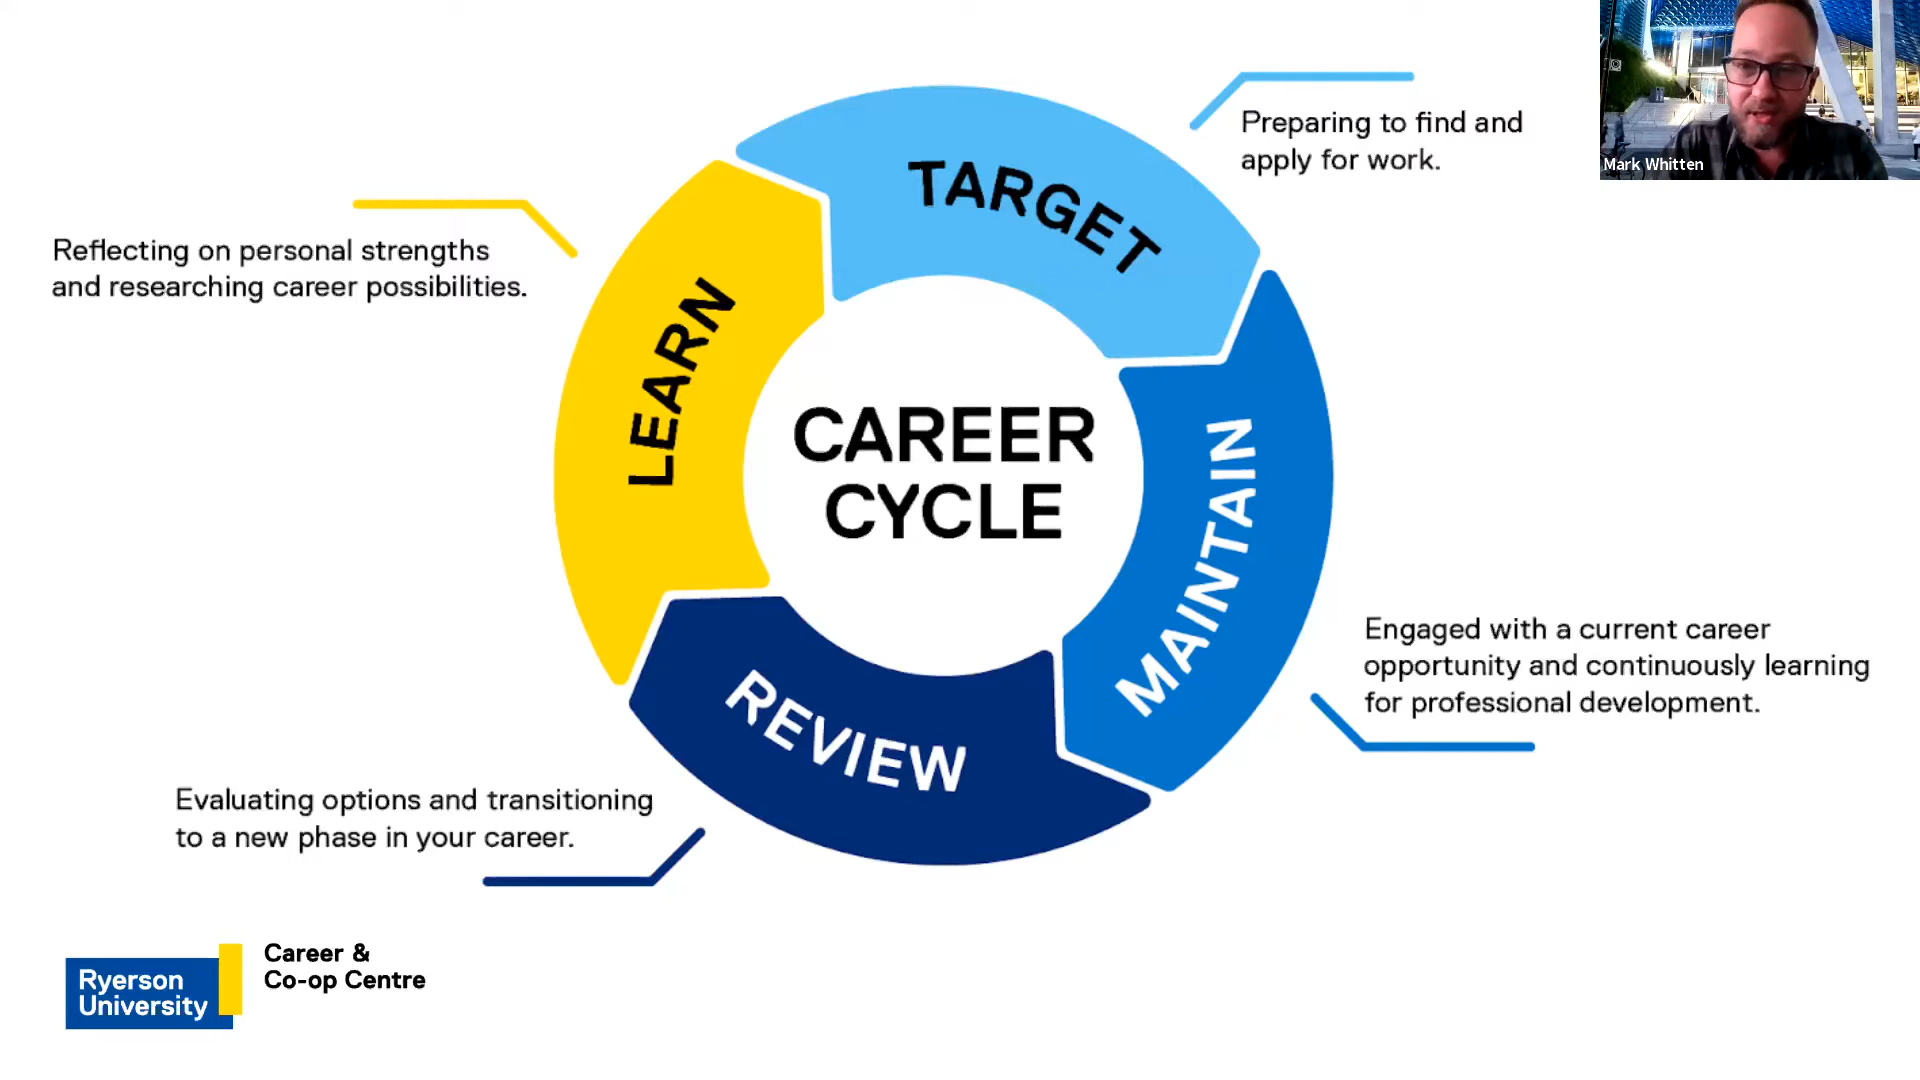 TARGET
Preparing to find and
apply for work.
Mark Whitten
Reflecting on personal strengths
and researching career possibilities.
LEARN
CAREER
CYCLE
MAINTAIN
Engaged with a current career
opportunity and continuously learning
for professional development.
REVIEW
Evaluating options and transitioning
to a new phase in your career.
Ryerson
University
Career &
Co-op Centre